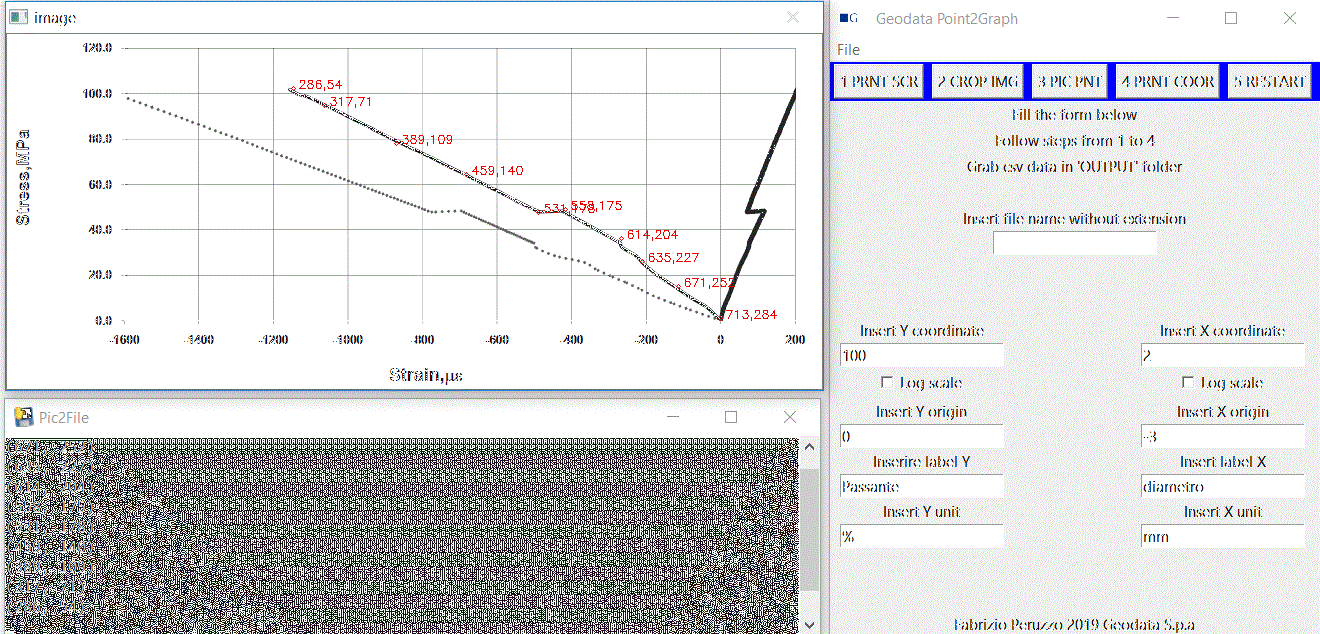 image
120.0
100.0
80.0
60.0
40.0
20.0
0.0
Stress,MPa
286,54
317,71
389,109
459,140
531,175
558,175
614,204
635,227
671,252
713,284
-1600 -1400 -1200 -1000 -800 -600 -400 -200 0 200
Strain,με
Pic2File
G Geodata Point2Graph
File
1 PRNT SCR 2 CROP IMG 3 PIC PNT 4 PRNT COOR 5 RESTART
Fill the form below
Follow steps from 1 to 4
Grab csv data in 'OUTPUT' folder
Insert file name without extension
Insert Y coordinate Insert X coordinate
100 2
Log scale Log scale
Insert Y origin Insert X origin
0 -3
Inserire label Y Insert label X
Passante diametro
Insert Y unit Insert X unit
% mm
Fabrizio Peruzzo 2019 Geodata S.p.a